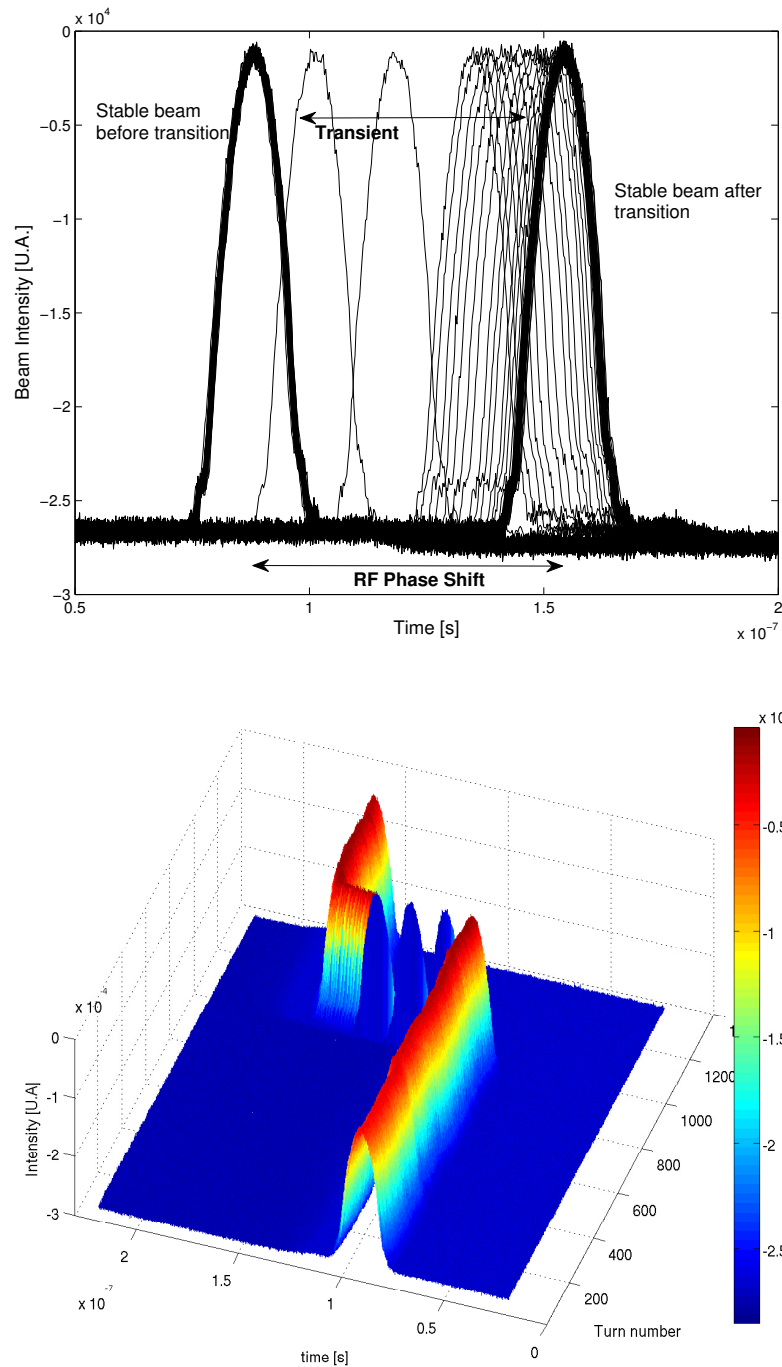 x 10⁻⁴
0
−0.5
−1
−1.5
−2
−2.5
−3
Beam Intensity [U.A.]
Stable beam
before transition
Transient
Stable beam after
transition
RF Phase Shift
0.5
1
1.5
2
Time [s]
x 10⁻⁷
x 10
-0.5
-1
-1.5
-2
-2.5
x 10⁻⁴
0
-1
-2
-3
Intensity [U.A]
2
1.5
1
0.5
0
x 10⁻⁷
time [s]
200
400
600
800
1000
1200
Turn number